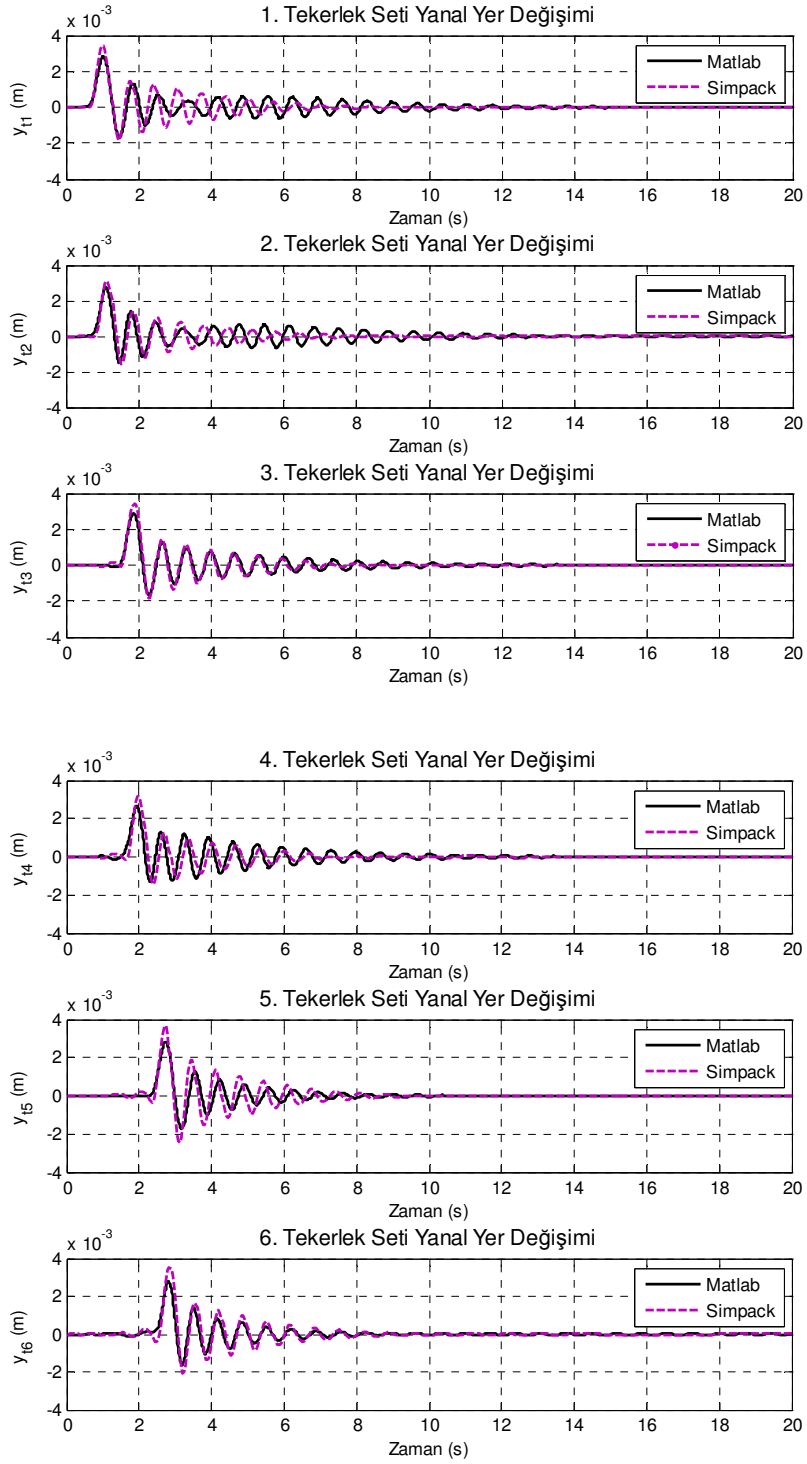 1. Tekerlek Seti Yanal Yer Değişimi
x 10-3
4
2
0
-2
-4
yt1 (m)
Matlab
Simpack
0 2 4 6 8 10 12 14 16 18 20
Zaman (s)
2. Tekerlek Seti Yanal Yer Değişimi
x 10-3
4
2
0
-2
-4
yt2 (m)
Matlab
Simpack
0 2 4 6 8 10 12 14 16 18 20
Zaman (s)
3. Tekerlek Seti Yanal Yer Değişimi
x 10-3
4
2
0
-2
-4
yt3 (m)
Matlab
Simpack
0 2 4 6 8 10 12 14 16 18 20
Zaman (s)
4. Tekerlek Seti Yanal Yer Değişimi
x 10-3
4
2
0
-2
-4
yt4 (m)
Matlab
Simpack
0 2 4 6 8 10 12 14 16 18 20
Zaman (s)
5. Tekerlek Seti Yanal Yer Değişimi
x 10-3
4
2
0
-2
-4
yt5 (m)
Matlab
Simpack
0 2 4 6 8 10 12 14 16 18 20
Zaman (s)
6. Tekerlek Seti Yanal Yer Değişimi
x 10-3
4
2
0
-2
-4
yt6 (m)
Matlab
Simpack
0 2 4 6 8 10 12 14 16 18 20
Zaman (s)